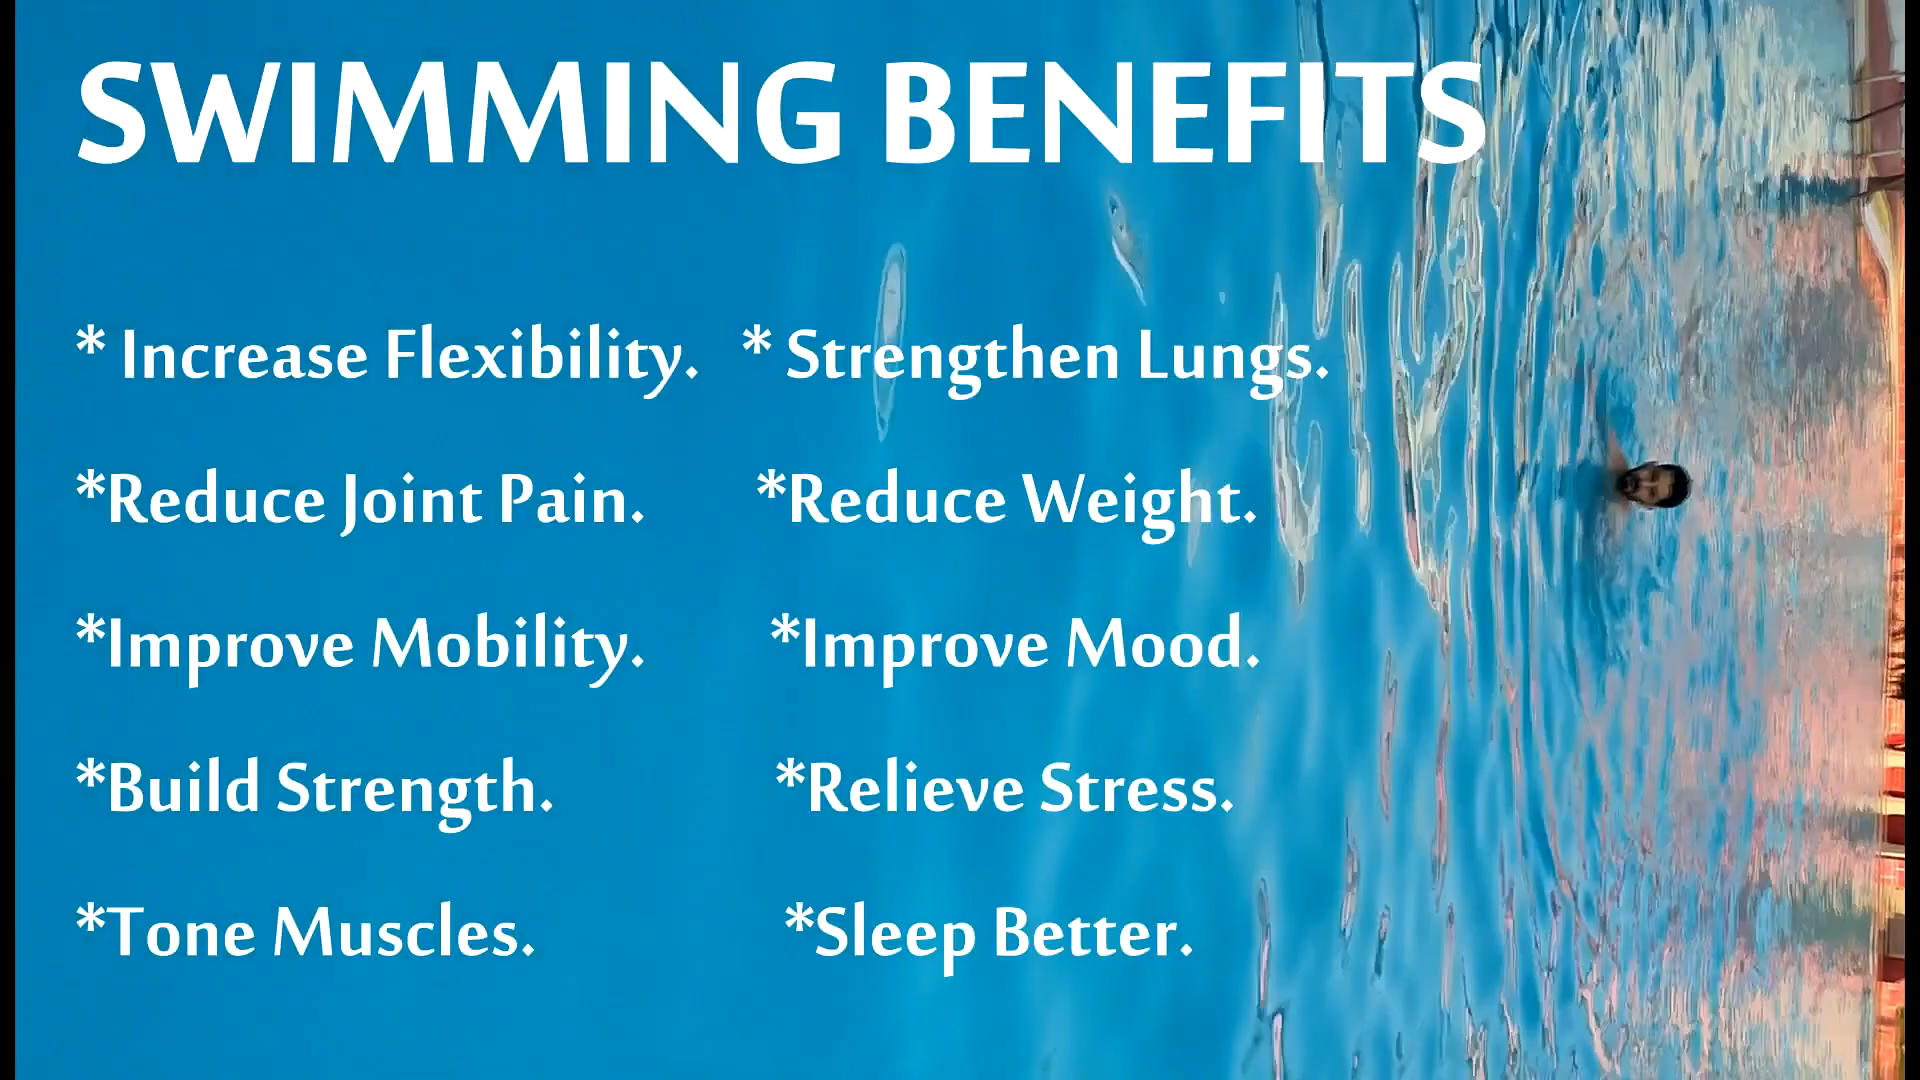 SWIMMING BENEFITS
* Increase Flexibility. * Strengthen Lungs.
*Reduce Joint Pain. *Reduce Weight.
*Improve Mobility. *Improve Mood.
*Build Strength. *Relieve Stress.
*Tone Muscles. *Sleep Better.